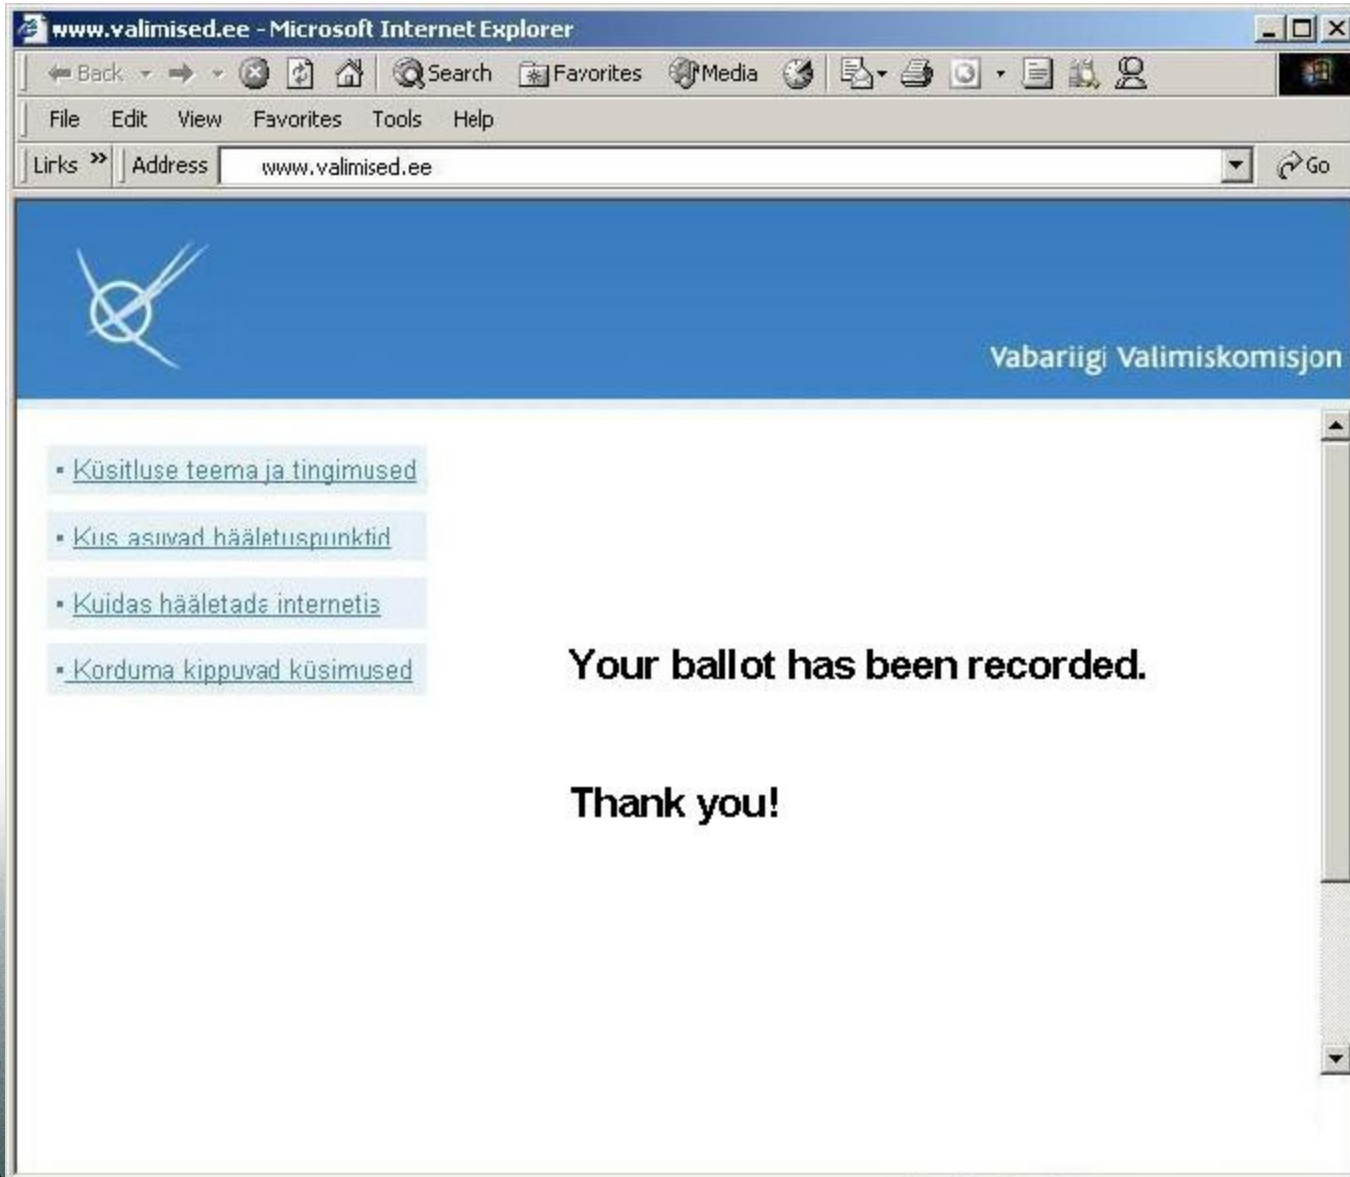 www.valimised.ee - Microsoft Internet Explorer
Back Search Favorites Media
File Edit View Favorites Tools Help
Links » Address www.valimised.ee Go
Vabariigi Valimiskomisjon
▪ Küsitluse teema ja tingimused
▪ Kus asuvad hääletuspunktid
▪ Kuidas hääletada internetis
▪ Korduma kippuvad küsimused
Your ballot has been recorded.
Thank you!